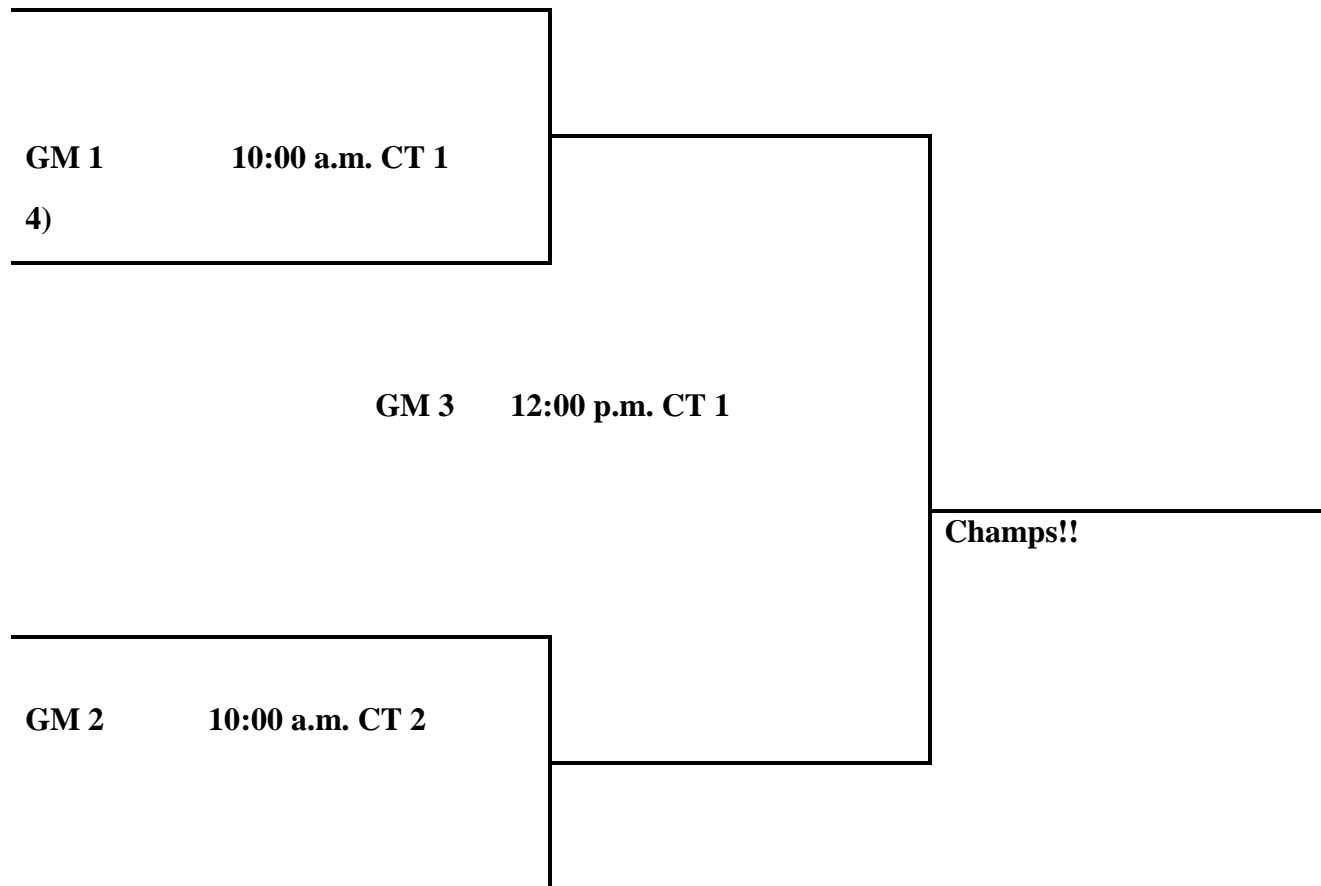 GM 1 10:00 a.m. CT 1
4)
GM 3 12:00 p.m. CT 1
Champs!!
GM 2 10:00 a.m. CT 2